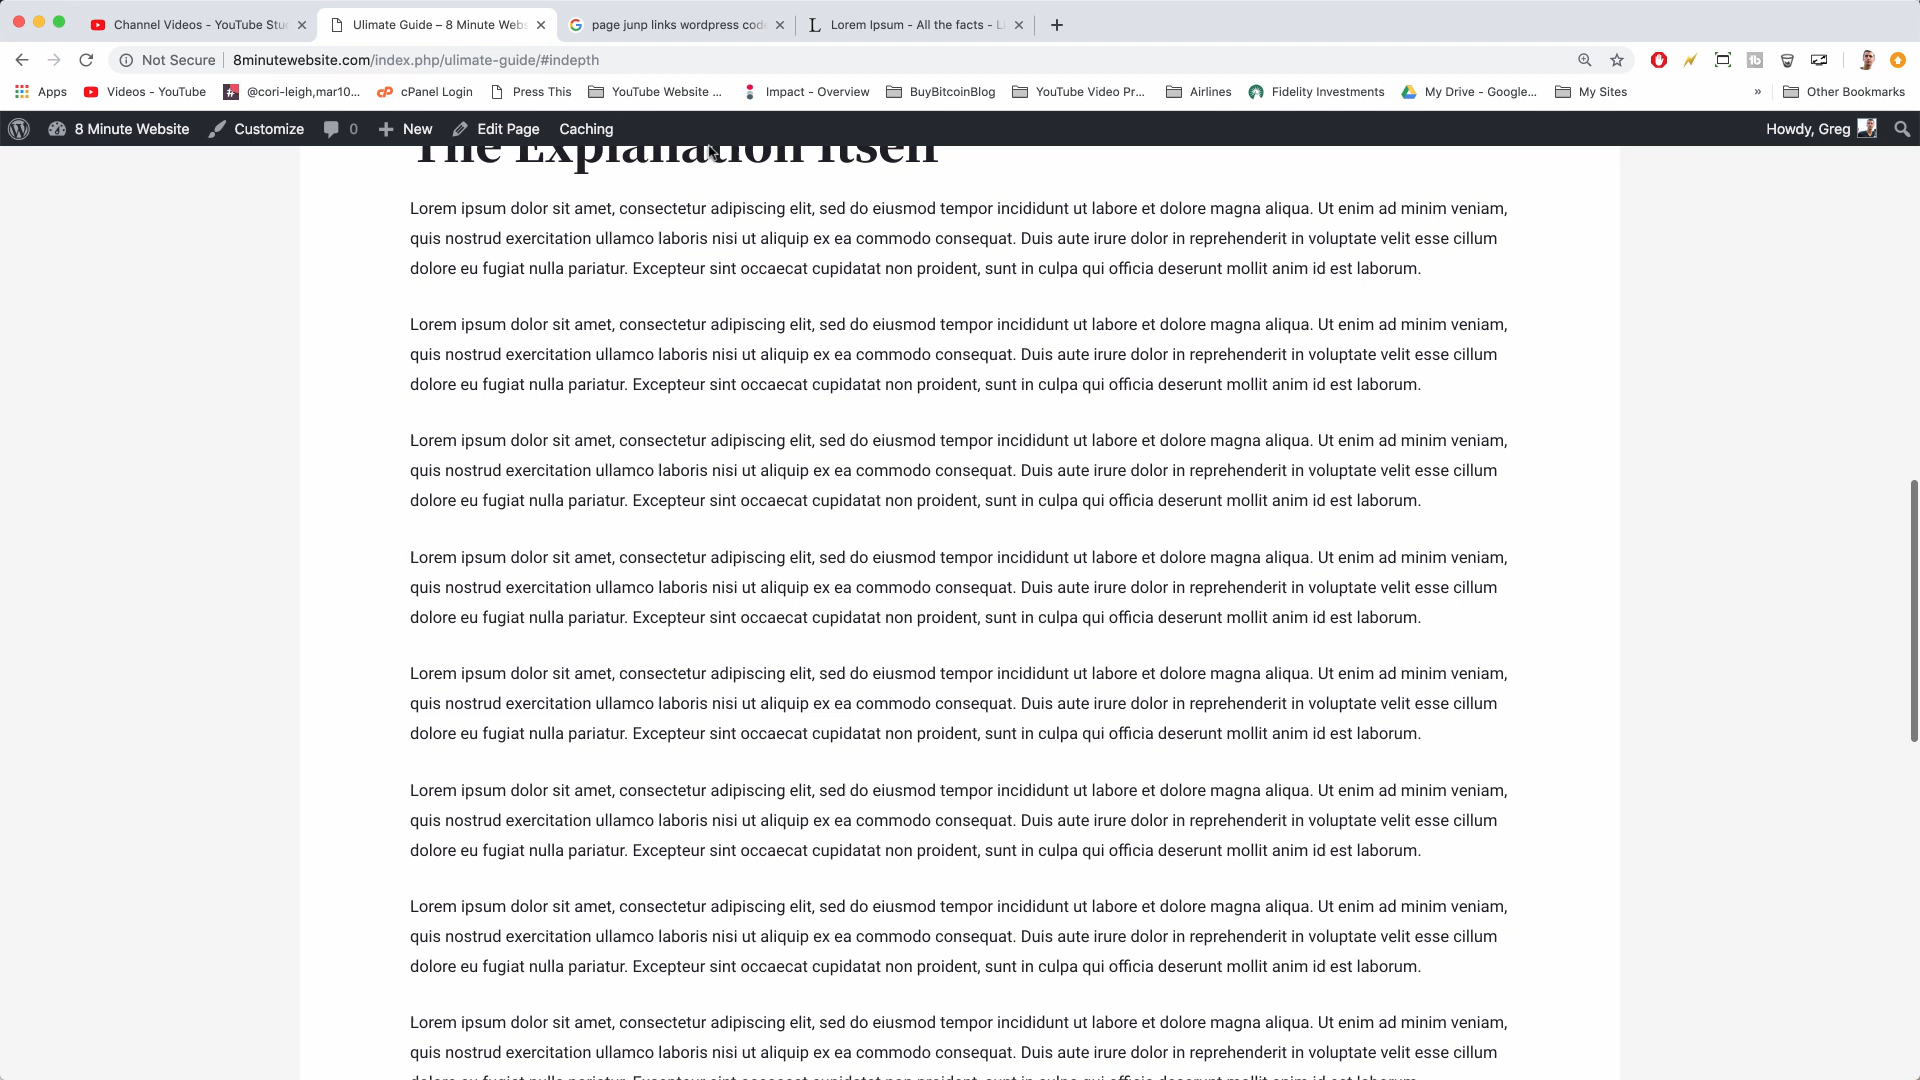 Channel Videos - YouTube Stu
Ulimate Guide – 8 Minute Webs
page junp links wordpress code
Lorem Ipsum - All the facts - Li
Not Secure
8minutewebsite.com/index.php/ulimate-guide/#indepth
Apps
Videos - YouTube
@cori-leigh,mar10...
cPanel Login
Press This
YouTube Website ...
Impact - Overview
BuyBitcoinBlog
YouTube Video Pr...
Airlines
Fidelity Investments
My Drive - Google...
My Sites
»
Other Bookmarks
8 Minute Website
Customize
0
New
Edit Page
Caching
Howdy, Greg
The Explanation Itself
Lorem ipsum dolor sit amet, consectetur adipiscing elit, sed do eiusmod tempor incididunt ut labore et dolore magna aliqua. Ut enim ad minim veniam,
quis nostrud exercitation ullamco laboris nisi ut aliquip ex ea commodo consequat. Duis aute irure dolor in reprehenderit in voluptate velit esse cillum
dolore eu fugiat nulla pariatur. Excepteur sint occaecat cupidatat non proident, sunt in culpa qui officia deserunt mollit anim id est laborum.
Lorem ipsum dolor sit amet, consectetur adipiscing elit, sed do eiusmod tempor incididunt ut labore et dolore magna aliqua. Ut enim ad minim veniam,
quis nostrud exercitation ullamco laboris nisi ut aliquip ex ea commodo consequat. Duis aute irure dolor in reprehenderit in voluptate velit esse cillum
dolore eu fugiat nulla pariatur. Excepteur sint occaecat cupidatat non proident, sunt in culpa qui officia deserunt mollit anim id est laborum.
Lorem ipsum dolor sit amet, consectetur adipiscing elit, sed do eiusmod tempor incididunt ut labore et dolore magna aliqua. Ut enim ad minim veniam,
quis nostrud exercitation ullamco laboris nisi ut aliquip ex ea commodo consequat. Duis aute irure dolor in reprehenderit in voluptate velit esse cillum
dolore eu fugiat nulla pariatur. Excepteur sint occaecat cupidatat non proident, sunt in culpa qui officia deserunt mollit anim id est laborum.
Lorem ipsum dolor sit amet, consectetur adipiscing elit, sed do eiusmod tempor incididunt ut labore et dolore magna aliqua. Ut enim ad minim veniam,
quis nostrud exercitation ullamco laboris nisi ut aliquip ex ea commodo consequat. Duis aute irure dolor in reprehenderit in voluptate velit esse cillum
dolore eu fugiat nulla pariatur. Excepteur sint occaecat cupidatat non proident, sunt in culpa qui officia deserunt mollit anim id est laborum.
Lorem ipsum dolor sit amet, consectetur adipiscing elit, sed do eiusmod tempor incididunt ut labore et dolore magna aliqua. Ut enim ad minim veniam,
quis nostrud exercitation ullamco laboris nisi ut aliquip ex ea commodo consequat. Duis aute irure dolor in reprehenderit in voluptate velit esse cillum
dolore eu fugiat nulla pariatur. Excepteur sint occaecat cupidatat non proident, sunt in culpa qui officia deserunt mollit anim id est laborum.
Lorem ipsum dolor sit amet, consectetur adipiscing elit, sed do eiusmod tempor incididunt ut labore et dolore magna aliqua. Ut enim ad minim veniam,
quis nostrud exercitation ullamco laboris nisi ut aliquip ex ea commodo consequat. Duis aute irure dolor in reprehenderit in voluptate velit esse cillum
dolore eu fugiat nulla pariatur. Excepteur sint occaecat cupidatat non proident, sunt in culpa qui officia deserunt mollit anim id est laborum.
Lorem ipsum dolor sit amet, consectetur adipiscing elit, sed do eiusmod tempor incididunt ut labore et dolore magna aliqua. Ut enim ad minim veniam,
quis nostrud exercitation ullamco laboris nisi ut aliquip ex ea commodo consequat. Duis aute irure dolor in reprehenderit in voluptate velit esse cillum
dolore eu fugiat nulla pariatur. Excepteur sint occaecat cupidatat non proident, sunt in culpa qui officia deserunt mollit anim id est laborum.
Lorem ipsum dolor sit amet, consectetur adipiscing elit, sed do eiusmod tempor incididunt ut labore et dolore magna aliqua. Ut enim ad minim veniam,
quis nostrud exercitation ullamco laboris nisi ut aliquip ex ea commodo consequat. Duis aute irure dolor in reprehenderit in voluptate velit esse cillum